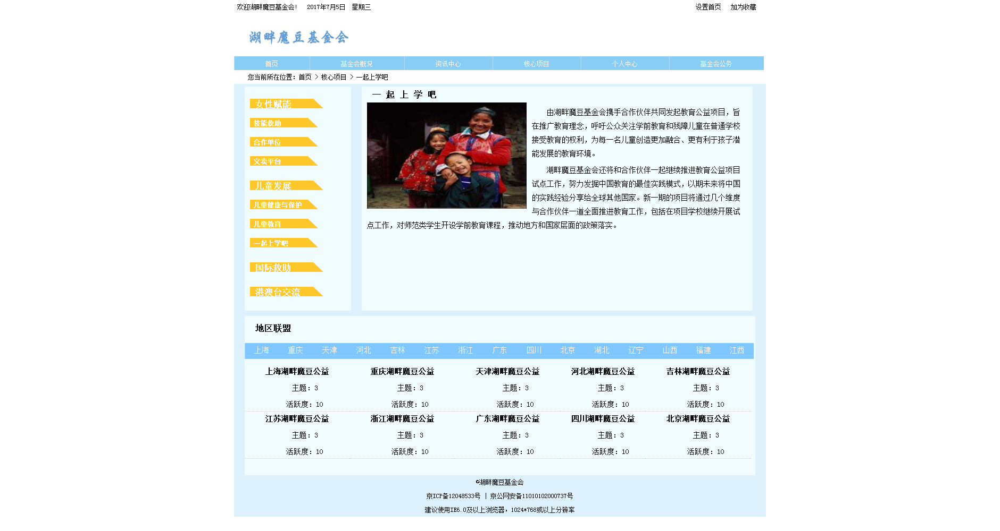 欢迎湖畔魔豆基金会! 2017年7月5日 星期三 设置首页 加为收藏
湖畔魔豆基金会
首页 基金会概况 资讯中心 核心项目 个人中心 基金会公务
您当前所在位置：首页 > 核心项目 > 一起上学吧
女性赋能
技能救助
合作单位
义卖平台
儿童发展
儿童健康与保护
儿童教育
一起上学吧
国际救助
港澳台交流
一 起 上 学 吧
由湖畔魔豆基金会携手合作伙伴共同发起教育公益项目，旨
在推广教育理念，呼吁公众关注学前教育和残障儿童在普通学校
接受教育的权利，为每一名儿童创造更加融合、更有利于孩子潜
能发展的教育环境。
湖畔魔豆基金会还将和合作伙伴一起继续推进教育公益项目
试点工作，努力发掘中国教育的最佳实践模式，以期未来将中国
的实践经验分享给全球其他国家。新一期的项目将通过几个维度
与合作伙伴一道全面推进教育工作，包括在项目学校继续开展试
点工作，对师范类学生开设学前教育课程，推动地方和国家层面的政策落实。
地区联盟
上海 重庆 天津 河北 吉林 江苏 浙江 广东 四川 北京 湖北 辽宁 山西 福建 江西
上海湖畔魔豆公益 重庆湖畔魔豆公益 天津湖畔魔豆公益 河北湖畔魔豆公益 吉林湖畔魔豆公益
主题：3 主题：3 主题：3 主题：3 主题：3
活跃度：10 活跃度：10 活跃度：10 活跃度：10 活跃度：10
江苏湖畔魔豆公益 浙江湖畔魔豆公益 广东湖畔魔豆公益 四川湖畔魔豆公益 北京湖畔魔豆公益
主题：3 主题：3 主题：3 主题：3 主题：3
活跃度：10 活跃度：10 活跃度：10 活跃度：10 活跃度：10
©湖畔魔豆基金会
京ICP备12048533号 | 京公网安备11010102000737号
建议使用IE6.0及以上浏览器，1024*768或以上分辨率